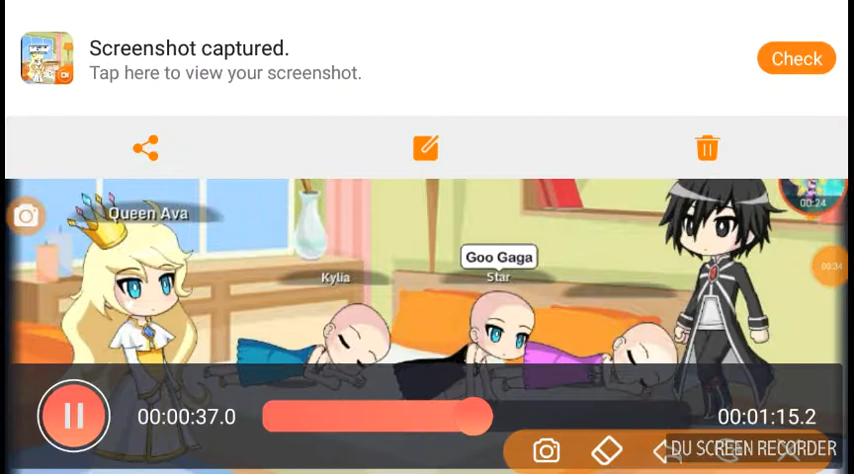 Screenshot captured.
Tap here to view your screenshot.
Check
00:24
Queen Ava
Goo Gaga
Kylia
Star
00:34
00:00:37.0
00:01:15.2
DU SCREEN RECORDER